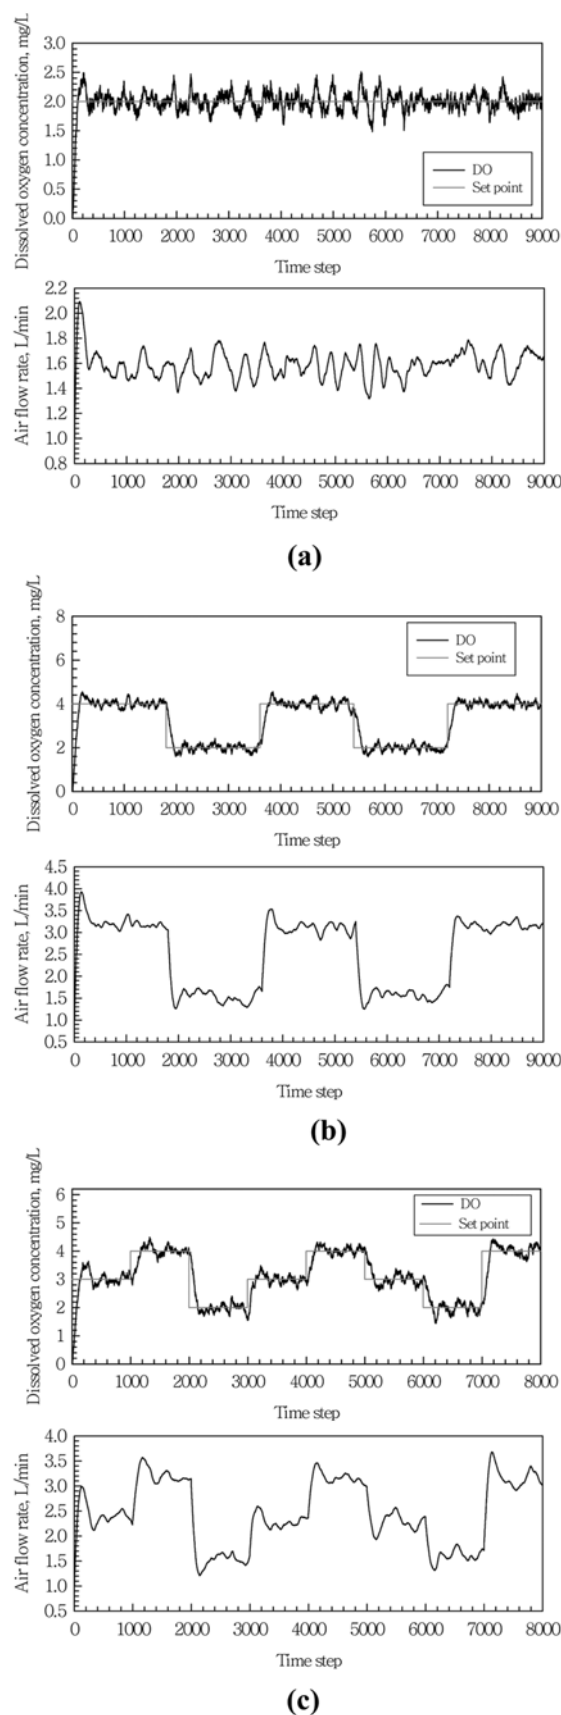 Dissolved oxygen concentration, mg/L
3.0
2.5
2.0
1.5
1.0
0.5
0.0
DO
Set point
0 1000 2000 3000 4000 5000 6000 7000 8000 9000
Time step
Air flow rate, L/min
2.2
2.0
1.8
1.6
1.4
1.2
1.0
0.8
0 1000 2000 3000 4000 5000 6000 7000 8000 9000
Time step
(a)
Dissolved oxygen concentration, mg/L
8
6
4
2
0
DO
Set point
0 1000 2000 3000 4000 5000 6000 7000 8000 9000
Time step
Air flow rate, L/min
4.5
4.0
3.5
3.0
2.5
2.0
1.5
1.0
0.5
0 1000 2000 3000 4000 5000 6000 7000 8000 9000
Time step
(b)
Dissolved oxygen concentration, mg/L
6
5
4
3
2
1
0
DO
Set point
0 1000 2000 3000 4000 5000 6000 7000 8000
Time step
Air flow rate, L/min
4.0
3.5
3.0
2.5
2.0
1.5
1.0
0.5
0 1000 2000 3000 4000 5000 6000 7000 8000
Time step
(c)